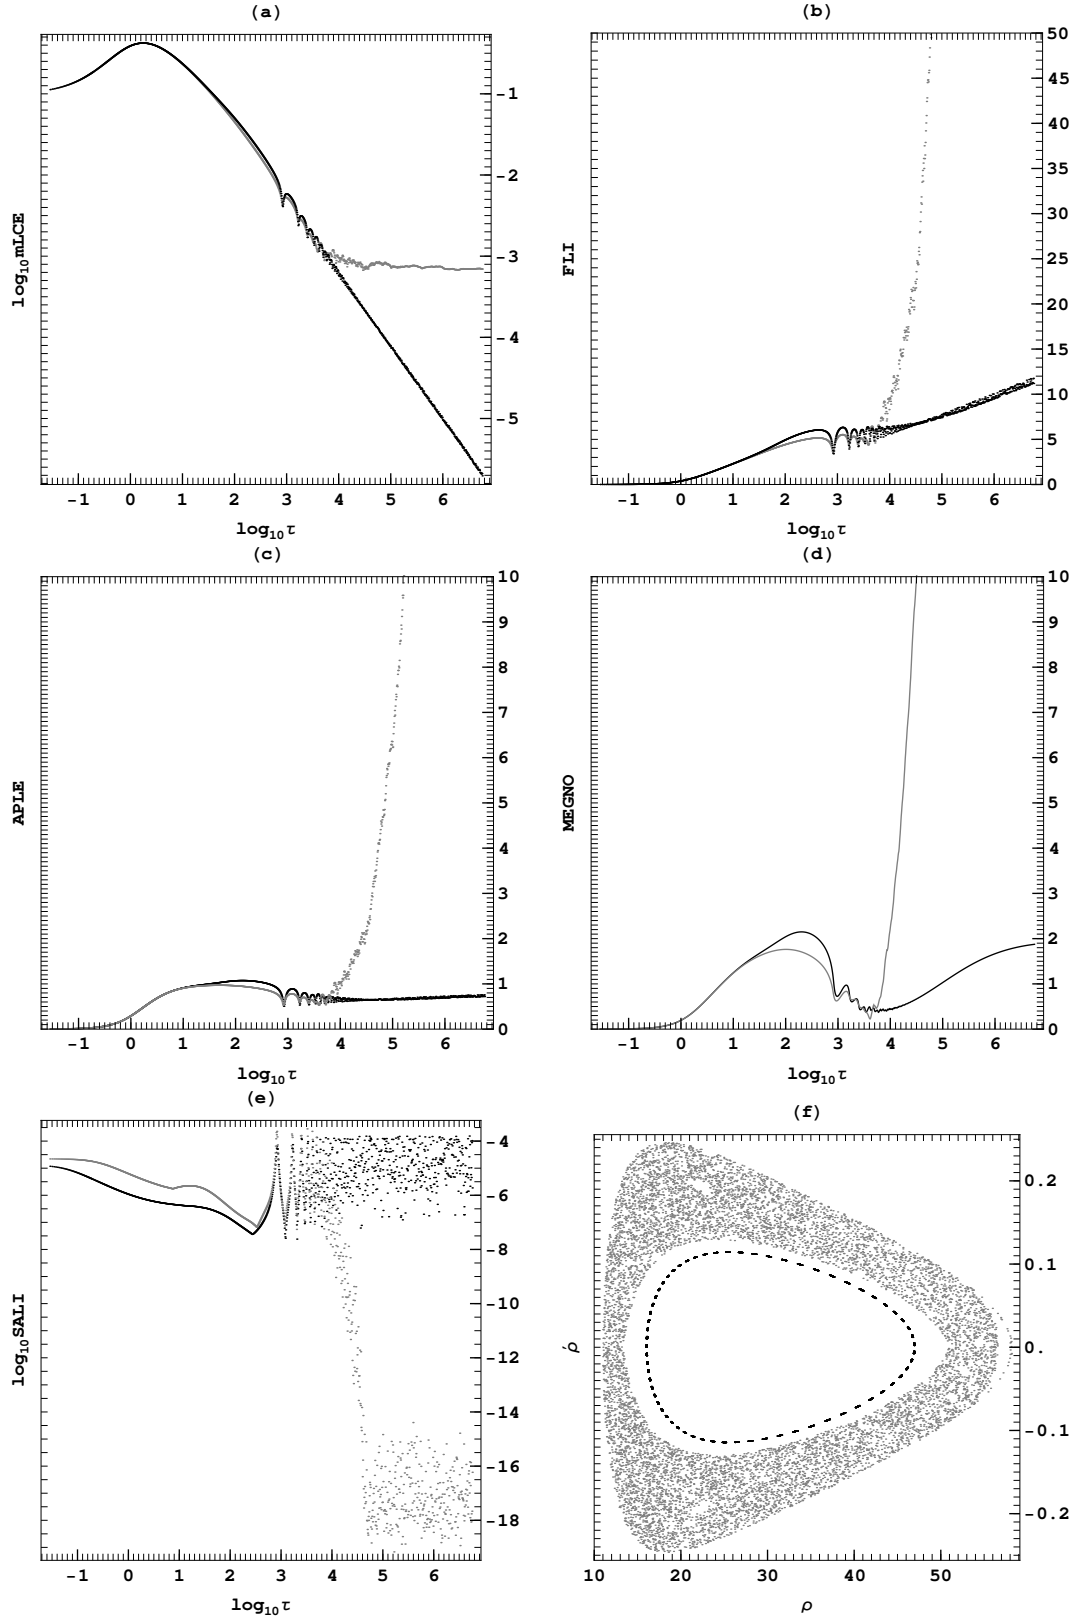 (a)
log10mLCE
-1
-2
-3
-4
-5
-1 0 1 2 3 4 5 6
log10τ
(b)
FLI
50
45
40
35
30
25
20
15
10
5
0
-1 0 1 2 3 4 5 6
log10τ
(c)
APLE
10
9
8
7
6
5
4
3
2
1
0
-1 0 1 2 3 4 5 6
log10τ
(d)
MEGNO
10
9
8
7
6
5
4
3
2
1
0
-1 0 1 2 3 4 5 6
log10τ
(e)
log10SALI
-4
-6
-8
-10
-12
-14
-16
-18
-1 0 1 2 3 4 5 6
log10τ
(f)
ρ̇
0.2
0.1
0.
-0.1
-0.2
10 20 30 40 50
ρ